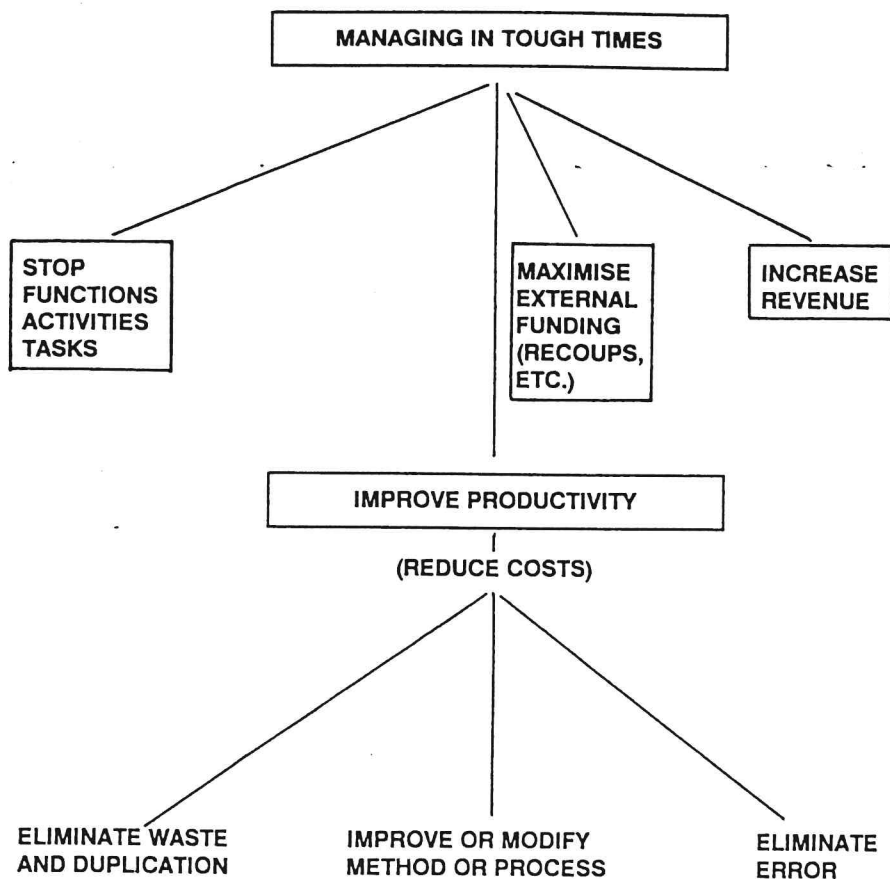 MANAGING IN TOUGH TIMES
STOP
FUNCTIONS
ACTIVITIES
TASKS
MAXIMISE
EXTERNAL
FUNDING
(RECOUPS,
ETC.)
INCREASE
REVENUE
IMPROVE PRODUCTIVITY
(REDUCE COSTS)
ELIMINATE WASTE
AND DUPLICATION
IMPROVE OR MODIFY
METHOD OR PROCESS
ELIMINATE
ERROR